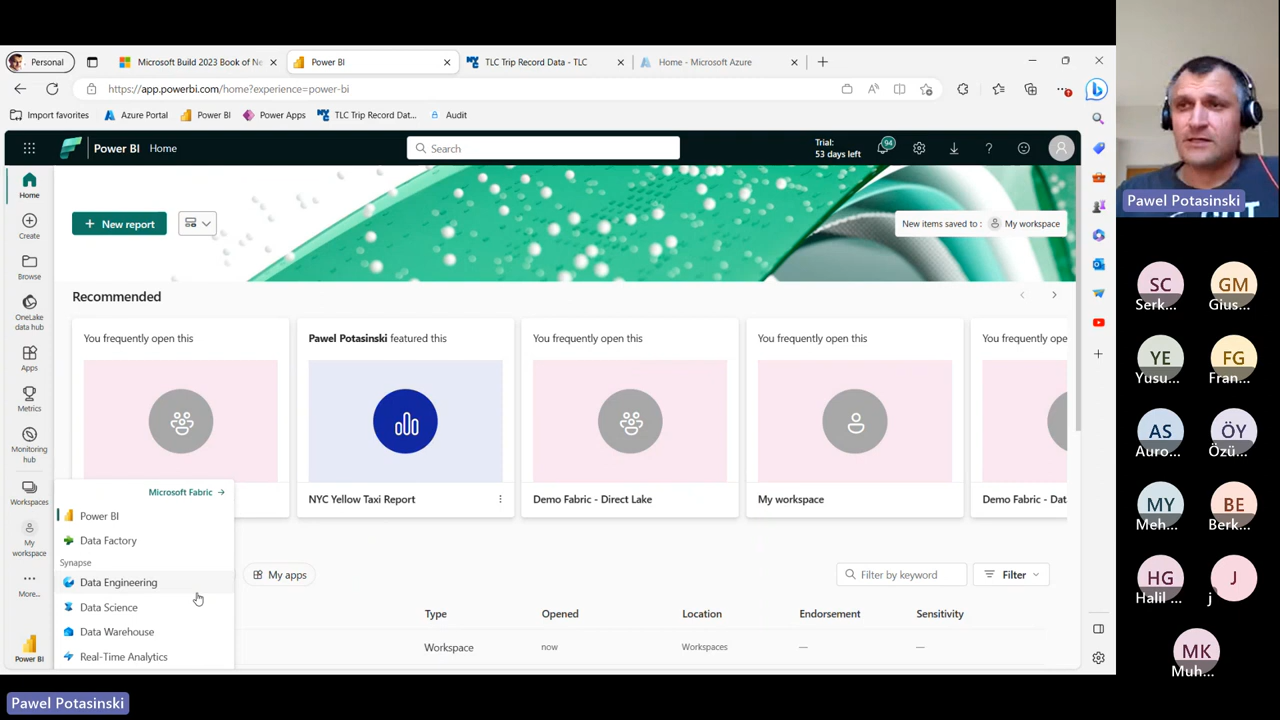 Personal
Microsoft Build 2023 Book of Ne
Power BI
TLC Trip Record Data - TLC
Home - Microsoft Azure
https://app.powerbi.com/home?experience=power-bi
Import favorites
Azure Portal
Power BI
Power Apps
TLC Trip Record Dat...
Audit
Power BI
Home
Search
Trial:
53 days left
94
Home
Create
Browse
OneLake
data hub
Apps
Metrics
Monitoring
hub
Workspaces
My
workspace
More...
Power BI
New report
New items saved to :
My workspace
Recommended
You frequently open this
Pawel Potasinski featured this
You frequently open this
You frequently open this
You frequently open
NYC Yellow Taxi Report
Demo Fabric - Direct Lake
My workspace
Demo Fabric - Dat
Microsoft Fabric
Power BI
Data Factory
Synapse
Data Engineering
Data Science
Data Warehouse
Real-Time Analytics
My apps
Filter by keyword
Filter
Type
Opened
Location
Endorsement
Sensitivity
Workspace
now
Workspaces
—
—
Pawel Potasinski
SC
Serk...
GM
Gius...
YE
Yusu...
FG
Fran...
AS
Auro...
ÖY
Özü...
MY
Meh...
BE
Berk...
HG
Halil ...
J
j
MK
Muh...
Pawel Potasinski